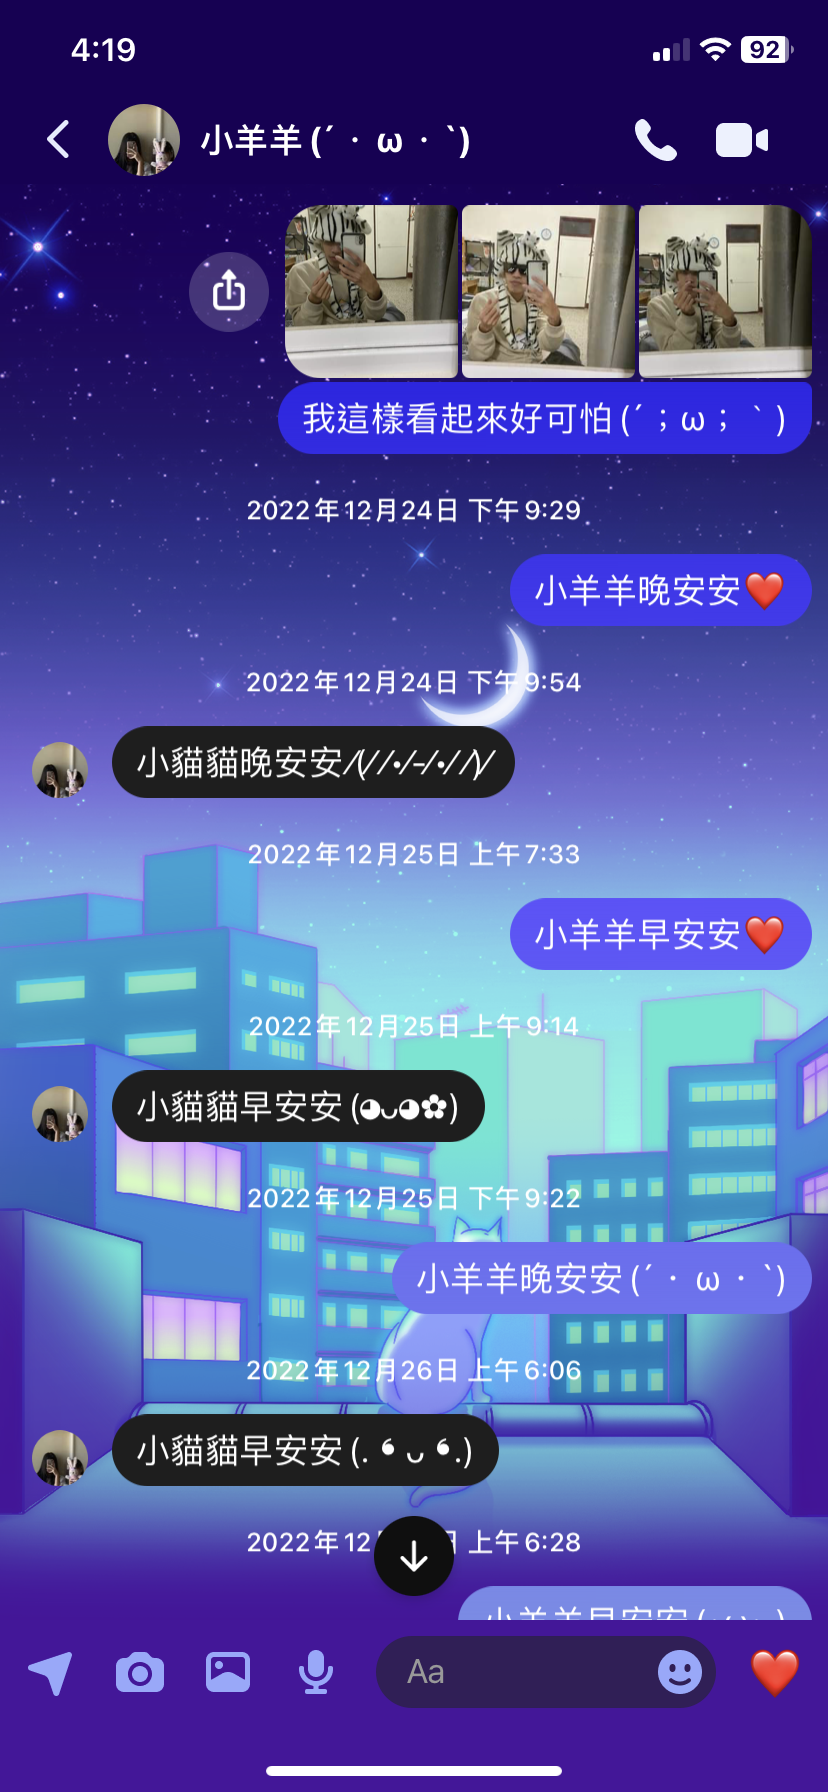 4:19
92
小羊羊 (´・ω・`)
我這樣看起來好可怕 (´；ω；｀)
2022年12月24日 下午9:29
小羊羊晚安安❤️
2022年12月24日 下午9:54
小貓貓晚安安⁄(⁄ ⁄•⁄-⁄•⁄ ⁄)⁄
2022年12月25日 上午7:33
小羊羊早安安❤️
2022年12月25日 上午9:14
小貓貓早安安 (◕ᴗ◕✿)
2022年12月25日 下午9:22
小羊羊晚安安 (´・ω・`)
2022年12月26日 上午6:06
小貓貓早安安 (. ❛ ᴗ ❛.)
2022年12 上午6:28
小羊羊早安安
Aa